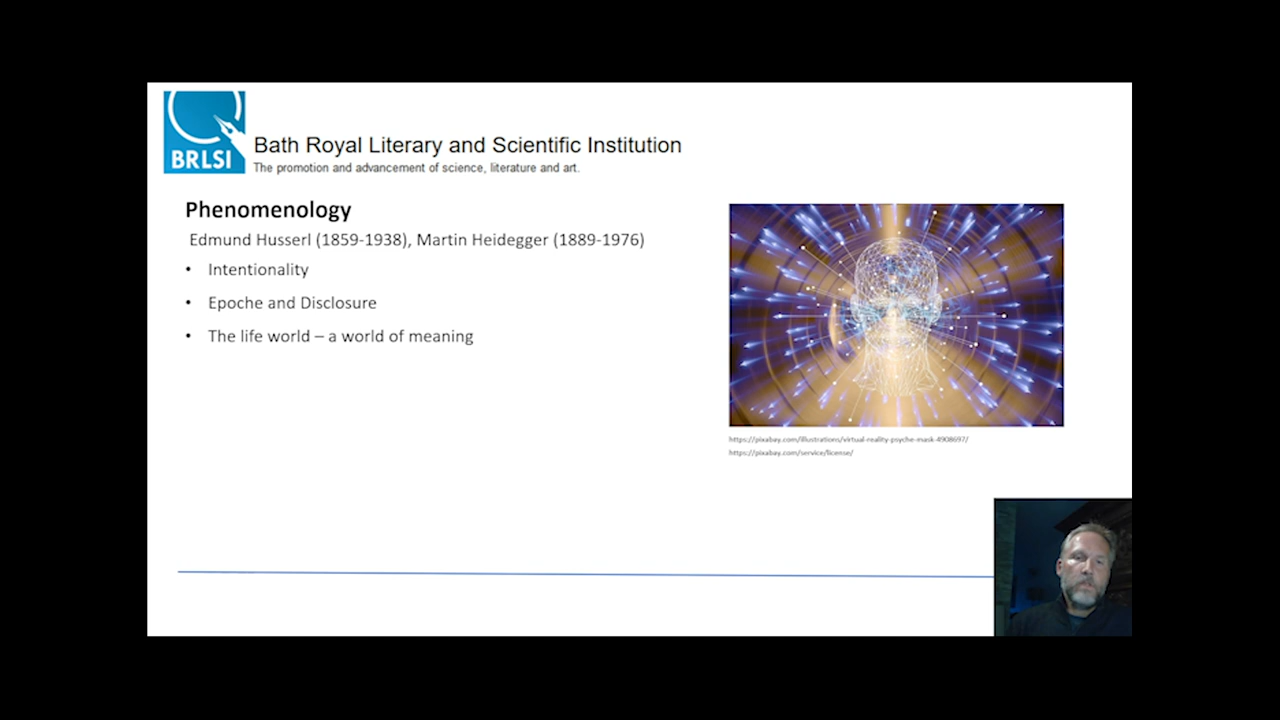 BRLSI
Bath Royal Literary and Scientific Institution
The promotion and advancement of science, literature and art.
Phenomenology
Edmund Husserl (1859-1938), Martin Heidegger (1889-1976)
• Intentionality
• Epoche and Disclosure
• The life world – a world of meaning
https://pixabay.com/illustrations/virtual-reality-psyche-mask-4908697/
https://pixabay.com/service/license/